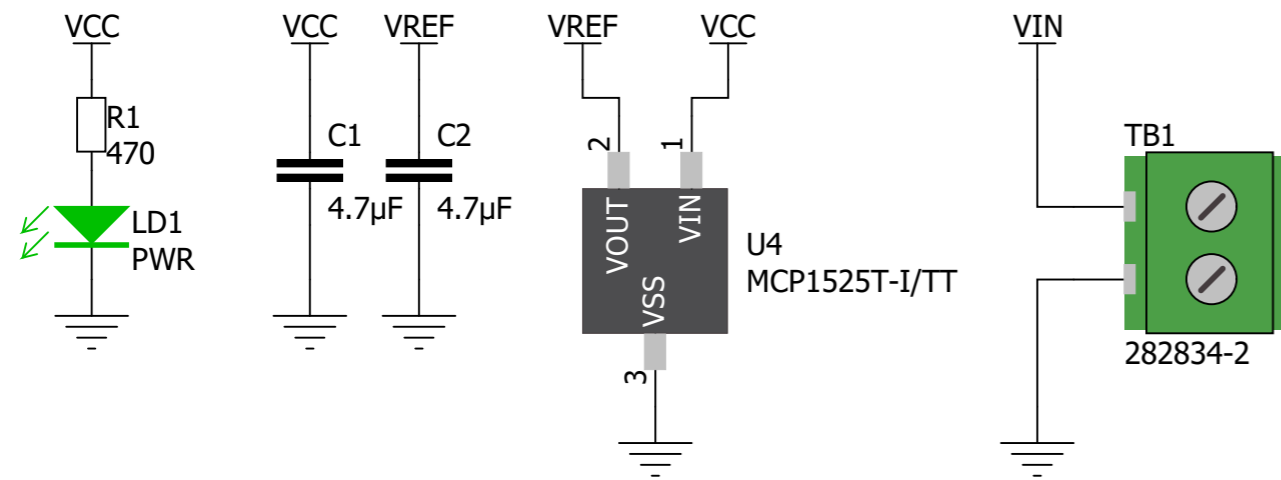 VCC
R1
470
LD1
PWR
VCC
C1
4.7µF
VREF
C2
4.7µF
VREF
VCC
2
1
VOUT
VIN
VSS
3
U4
MCP1525T-I/TT
VIN
TB1
282834-2